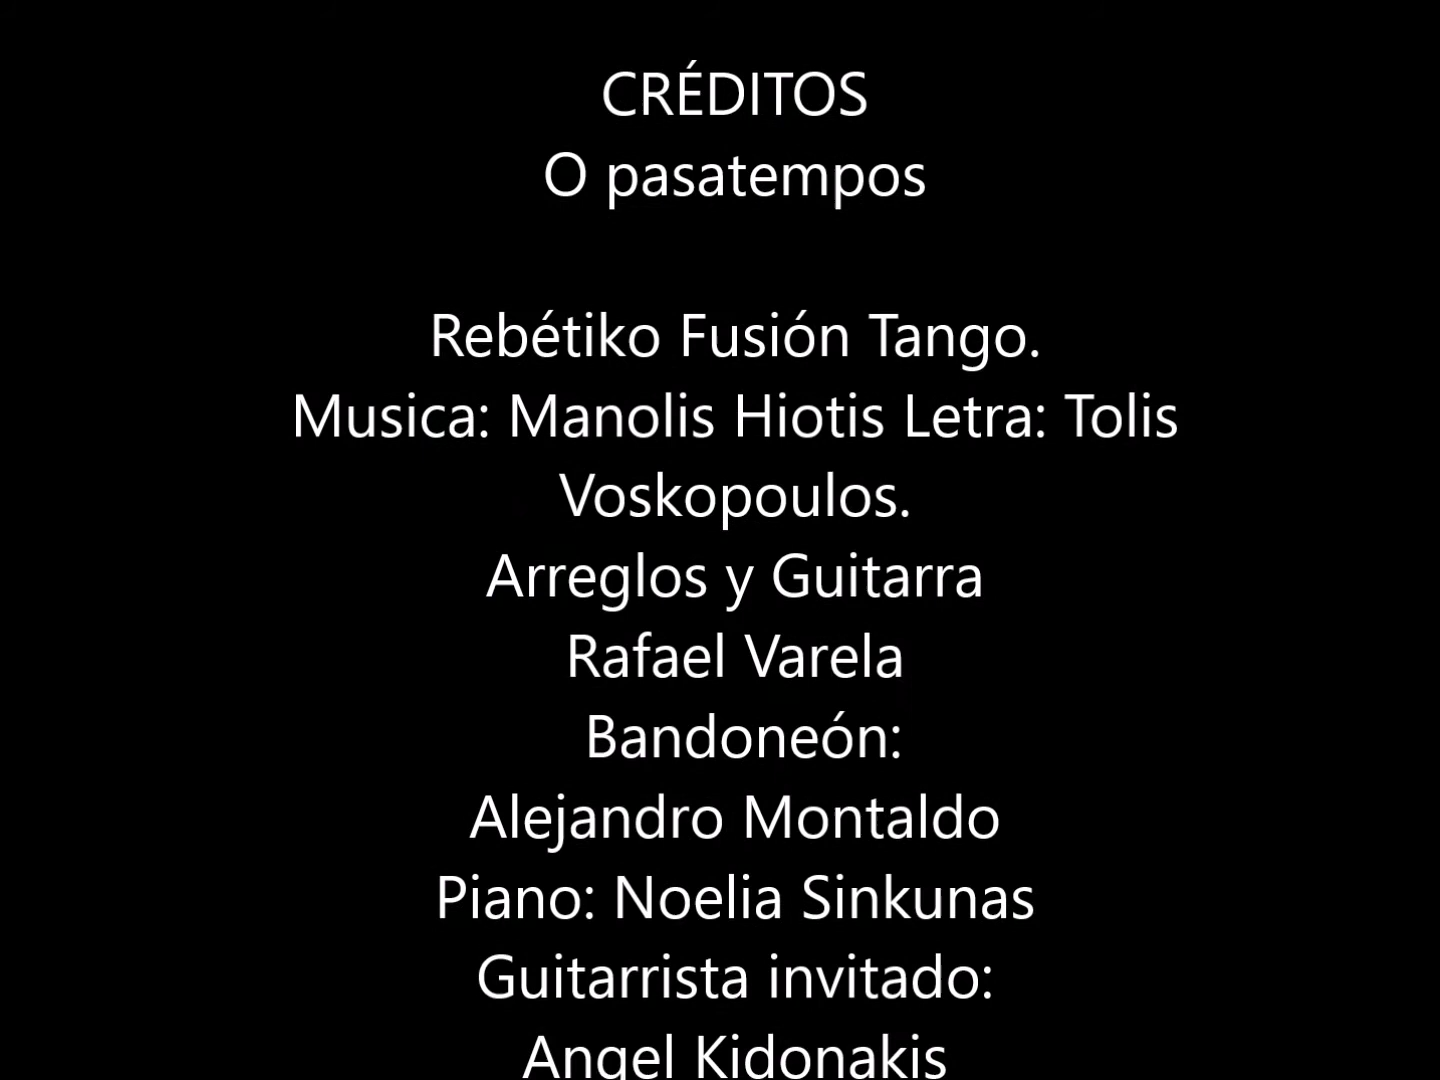 CRÉDITOS
O pasatempos
Rebétiko Fusión Tango.
Musica: Manolis Hiotis Letra: Tolis
Voskopoulos.
Arreglos y Guitarra
Rafael Varela
Bandoneón:
Alejandro Montaldo
Piano: Noelia Sinkunas
Guitarrista invitado:
Angel Kidonakis